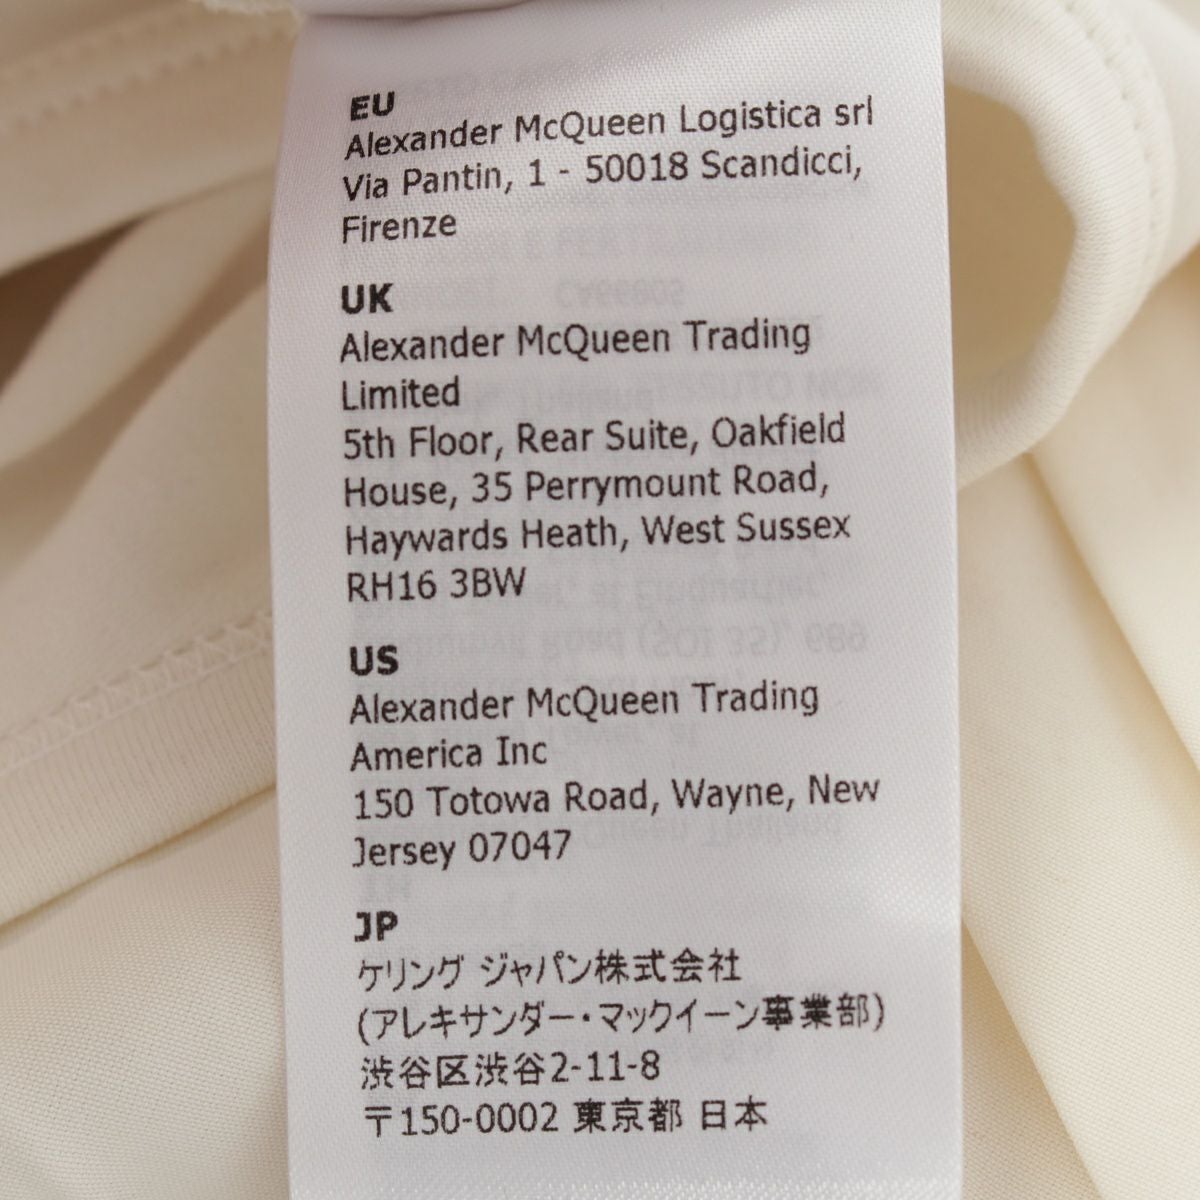 EU
Alexander McQueen Logistica srl
Via Pantin, 1 - 50018 Scandicci,
Firenze
UK
Alexander McQueen Trading
Limited
5th Floor, Rear Suite, Oakfield
House, 35 Perrymount Road,
Haywards Heath, West Sussex
RH16 3BW
US
Alexander McQueen Trading
America Inc
150 Totowa Road, Wayne, New
Jersey 07047
JP
ケリング ジャパン株式会社
(アレキサンダー・マックイーン事業部)
渋谷区渋谷2-11-8
〒150-0002 東京都 日本